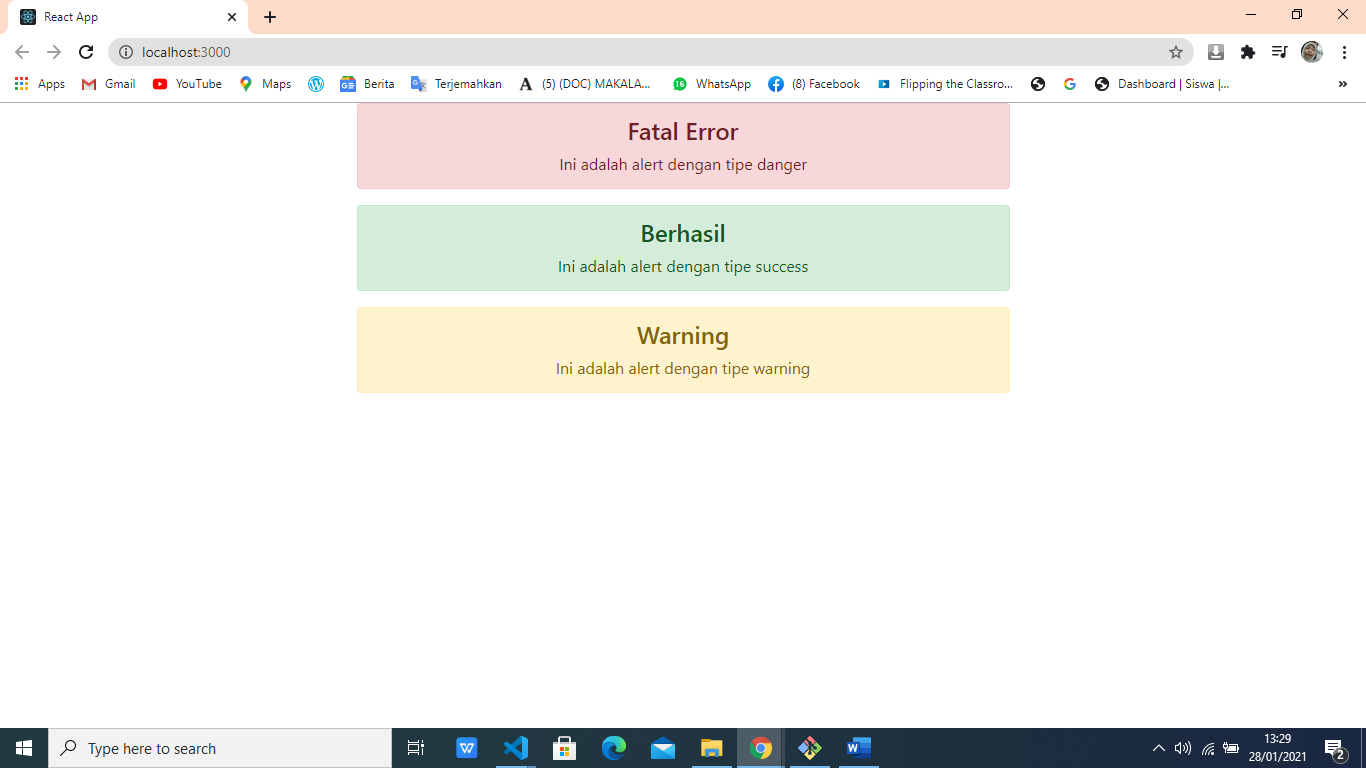 React App
localhost:3000
Apps Gmail YouTube Maps Berita Terjemahkan (5) (DOC) MAKALA... 16 WhatsApp (8) Facebook Flipping the Classro... Dashboard | Siswa |... »
Fatal Error
Ini adalah alert dengan tipe danger
Berhasil
Ini adalah alert dengan tipe success
Warning
Ini adalah alert dengan tipe warning
Type here to search
13:29
28/01/2021
2